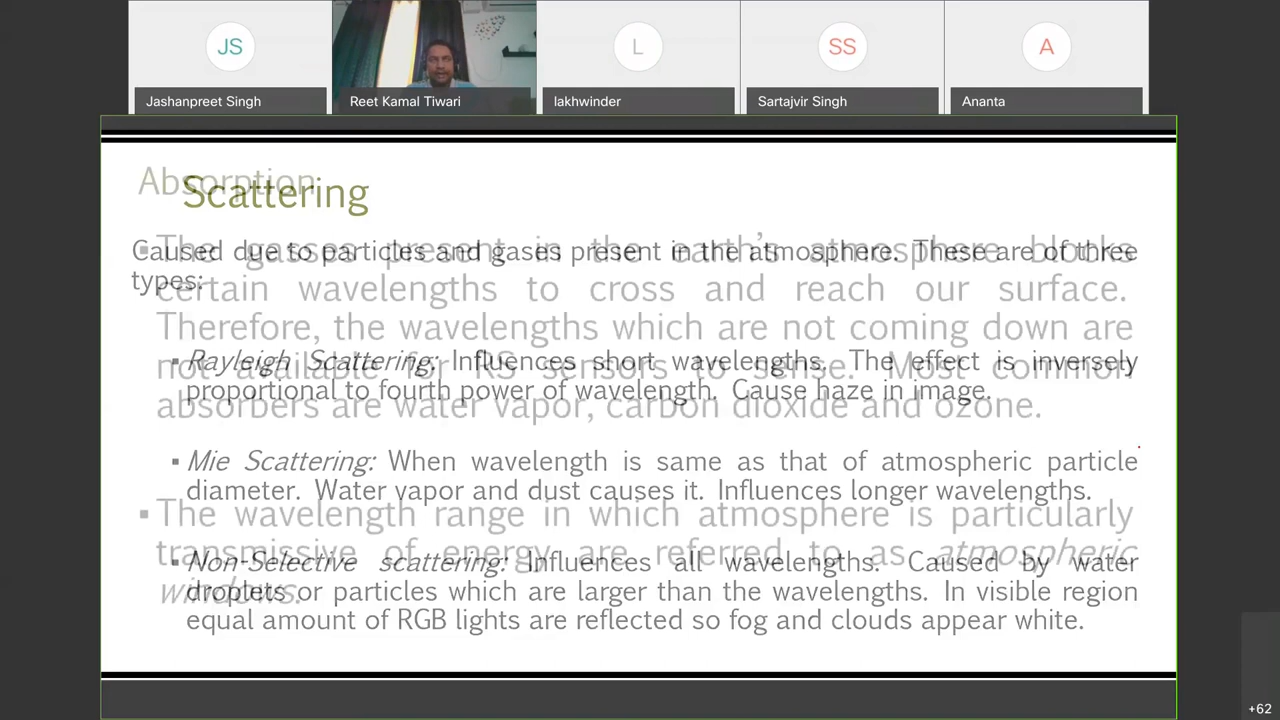 JS
L
SS
A
Jashanpreet Singh
Reet Kamal Tiwari
lakhwinder
Sartajvir Singh
Ananta
Absorption
Scattering
Caused due to particles and gases present in the atmosphere. These are of three
types:
▪ Rayleigh Scattering: Influences short wavelengths. The effect is inversely
proportional to fourth power of wavelength. Cause haze in image.
▪ Mie Scattering: When wavelength is same as that of atmospheric particle
diameter. Water vapor and dust causes it. Influences longer wavelengths.
▪ Non-Selective scattering: Influences all wavelengths. Caused by water
droplets or particles which are larger than the wavelengths. In visible region
equal amount of RGB lights are reflected so fog and clouds appear white.
▪ The gasses present in the earth's atmosphere blocks
certain wavelengths to cross and reach our surface.
Therefore, the wavelengths which are not coming down are
not available for RS sensors to sense. Most common
absorbers are water vapor, carbon dioxide and ozone.
▪ The wavelength range in which atmosphere is particularly
transmissive of energy are referred to as atmospheric
windows.
+62